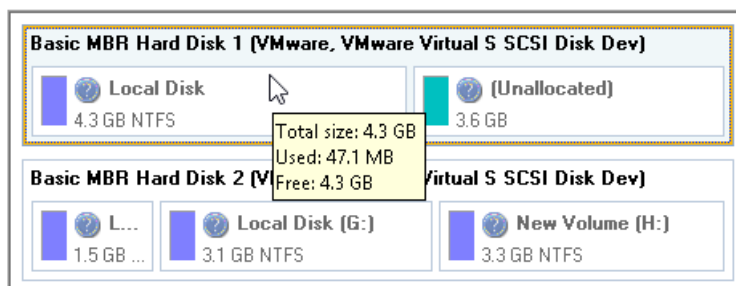 Basic MBR Hard Disk 1 (VMware, VMware Virtual S SCSI Disk Dev)
Local Disk
4.3 GB NTFS
(Unallocated)
3.6 GB
Total size: 4.3 GB
Used: 47.1 MB
Free: 4.3 GB
Basic MBR Hard Disk 2 (V Virtual S SCSI Disk Dev)
L...
1.5 GB ...
Local Disk (G:)
3.1 GB NTFS
New Volume (H:)
3.3 GB NTFS